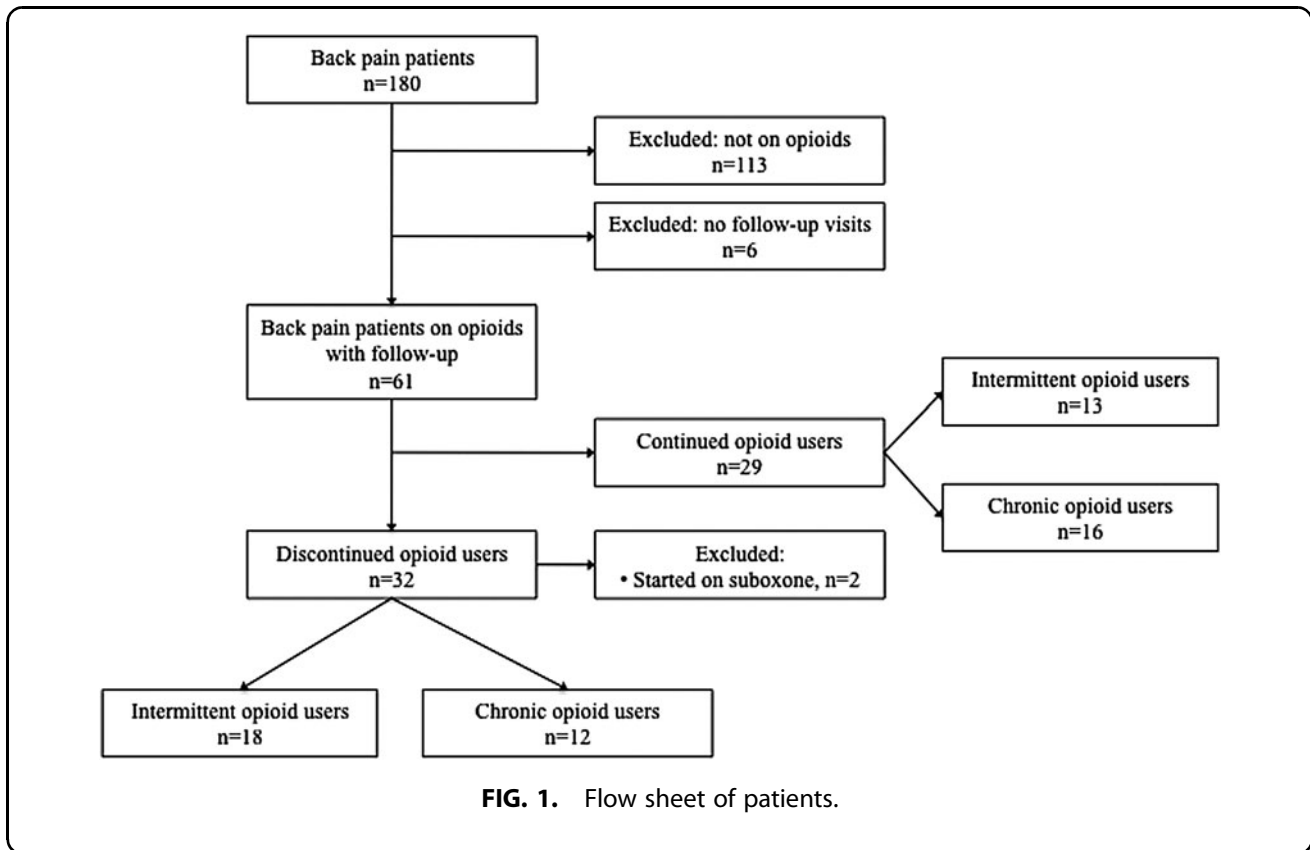 Back pain patients
n=180
Excluded: not on opioids
n=113
Excluded: no follow-up visits
n=6
Back pain patients on opioids
with follow-up
n=61
Continued opioid users
n=29
Intermittent opioid users
n=13
Chronic opioid users
n=16
Discontinued opioid users
n=32
Excluded:
• Started on suboxone, n=2
Intermittent opioid users
n=18
Chronic opioid users
n=12
FIG. 1. Flow sheet of patients.